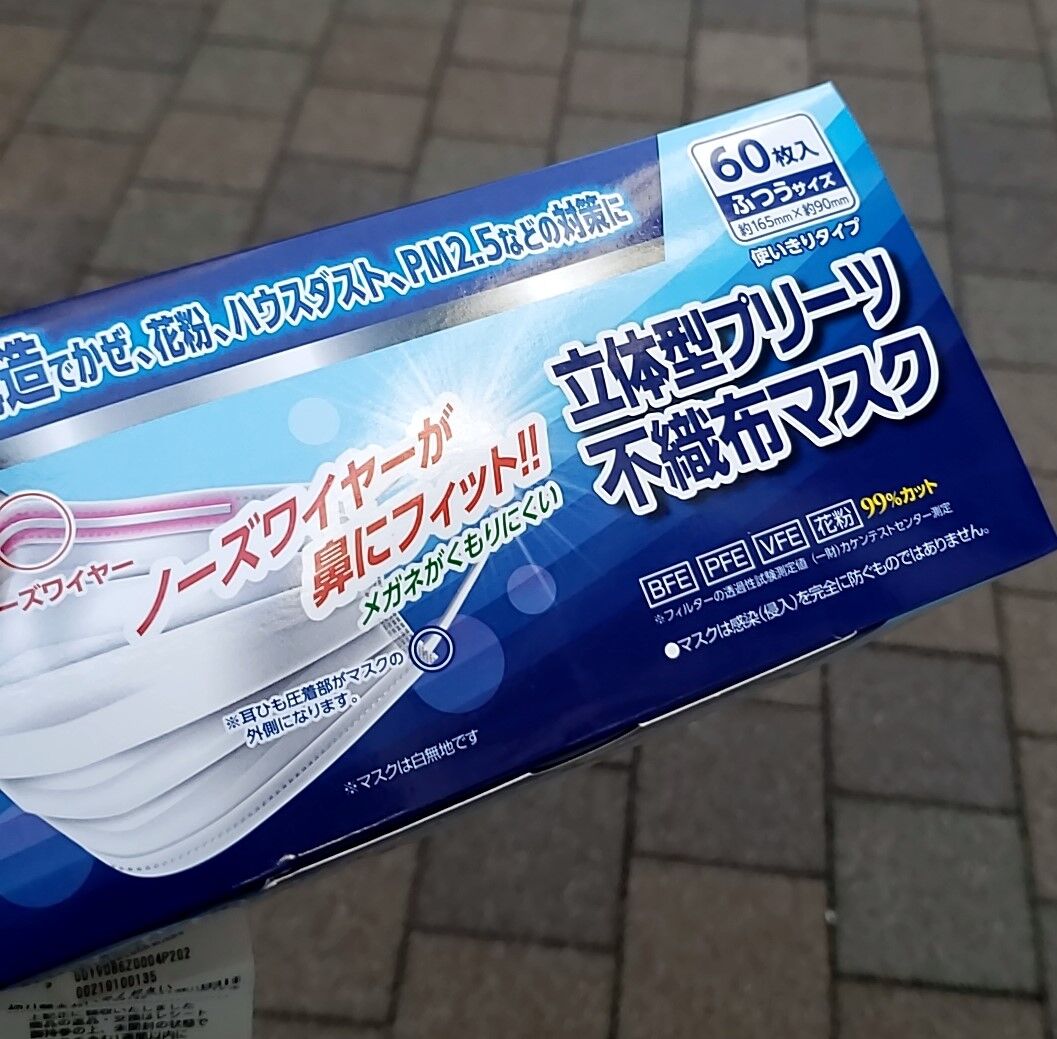 60枚入
ふつうサイズ
約165mm×約90mm
使いきりタイプ
造でかぜ、花粉、ハウスダスト、PM2.5などの対策に
立体型プリーツ
不織布マスク
ノーズワイヤーが
鼻にフィット!!
メガネがくもりにくい
ーズワイヤー
BFE PFE VFE 花粉 99%カット
※フィルターの透過性試験測定値 (一財)カケンテストセンター測定
●マスクは感染(侵入)を完全に防ぐものではありません。
※耳ひも圧着部がマスクの
外側になります。
※マスクは白無地です
00210100135